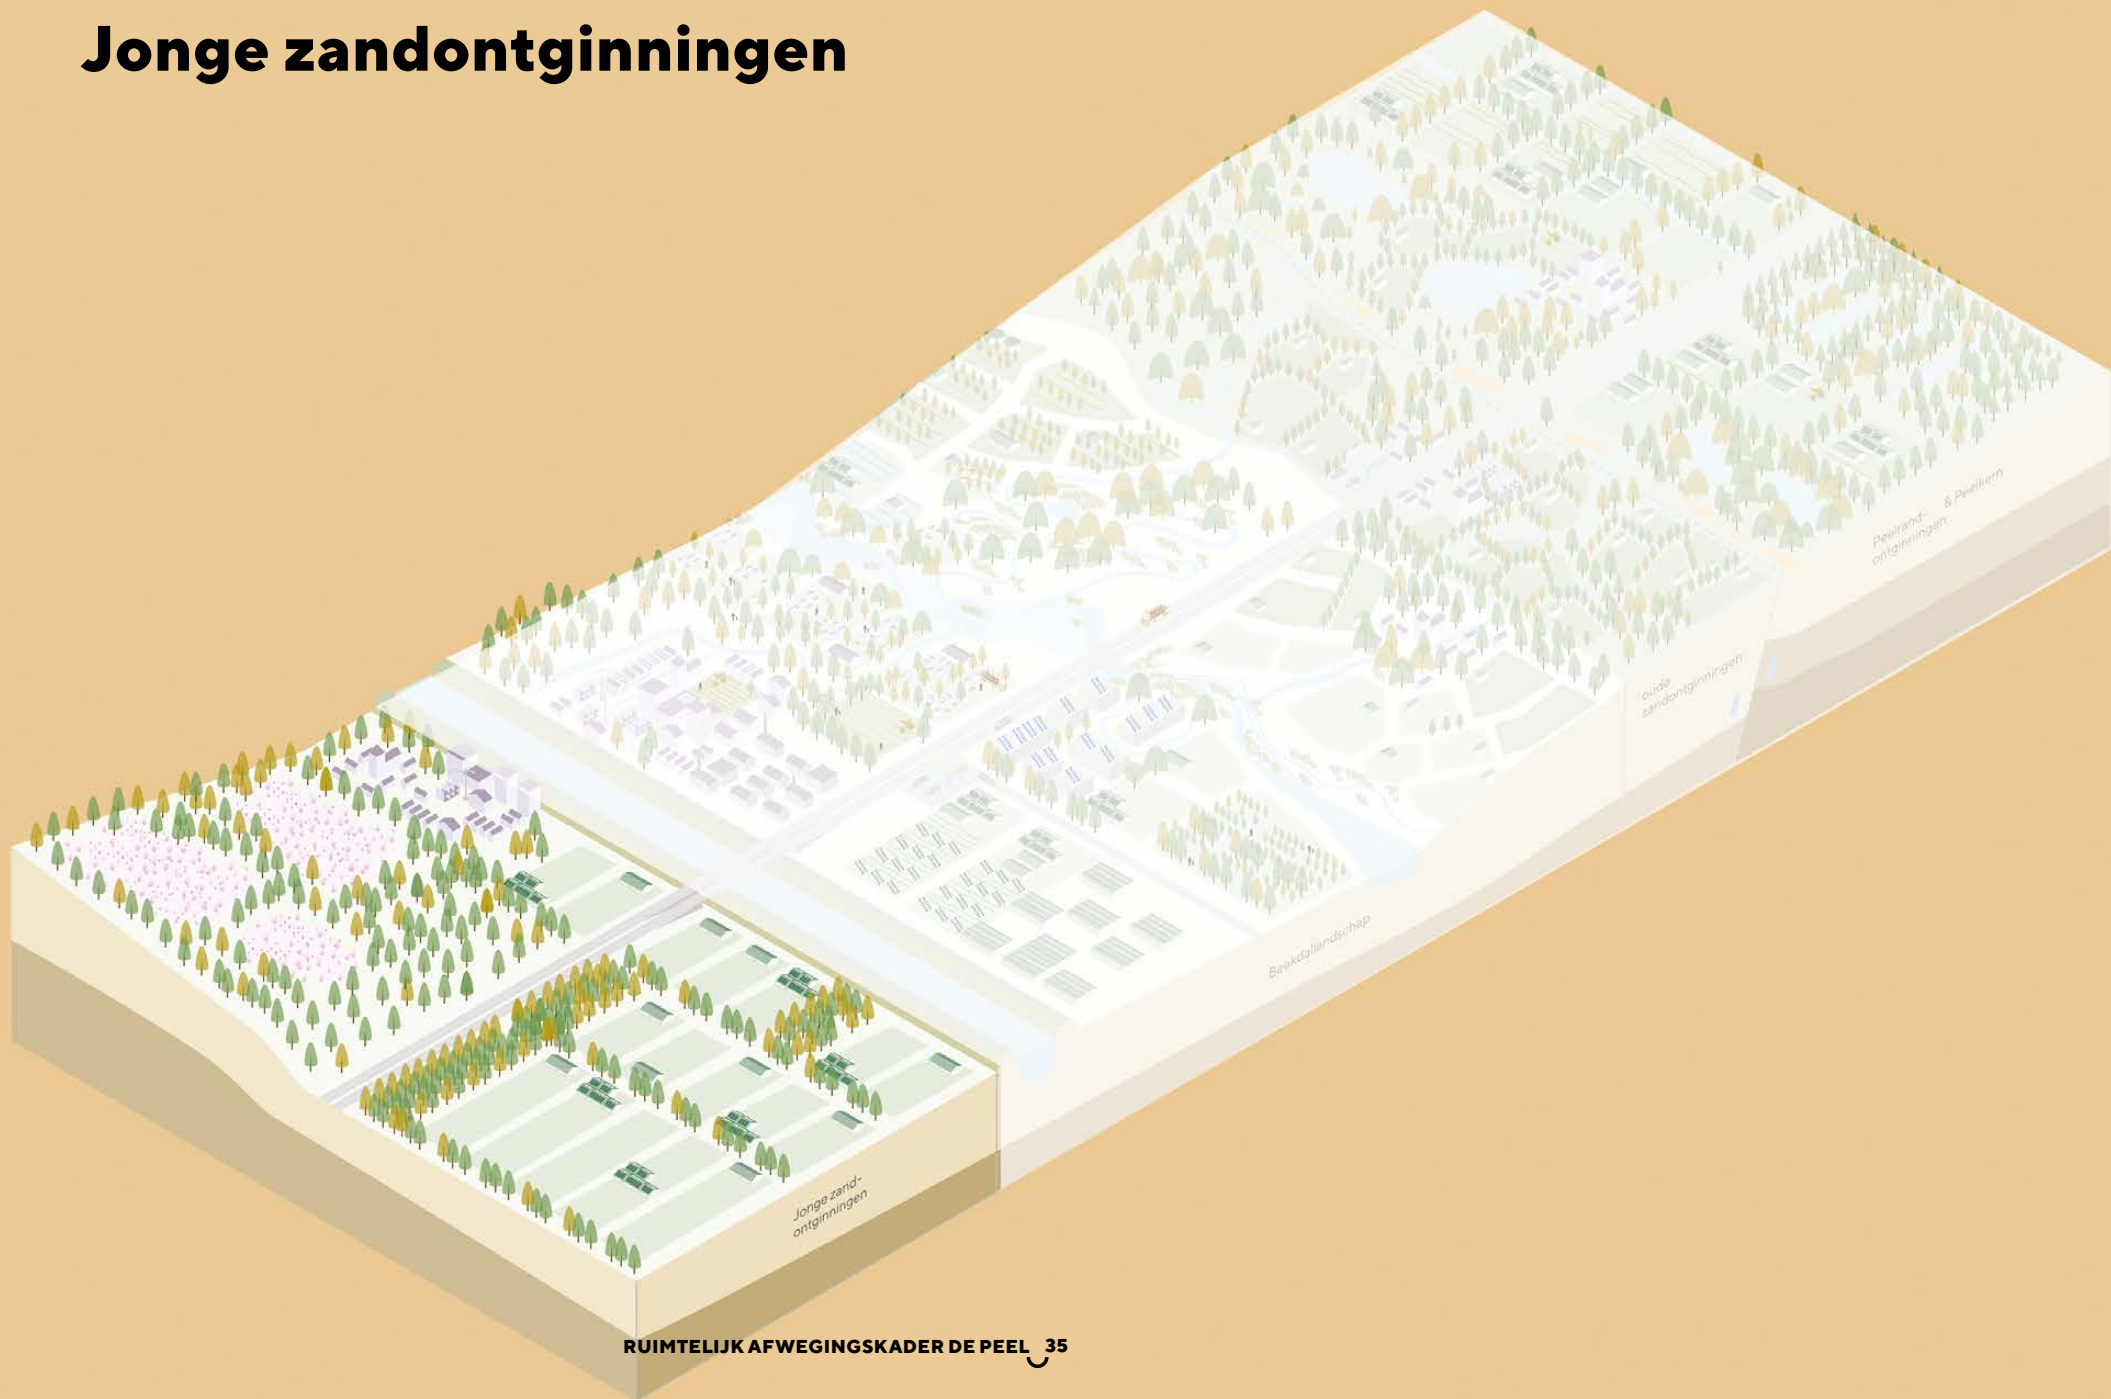 Jonge zandontginningen
& Peelkern
Peelrand-
ontginningen
oude
zandontginningen
Beekdallandschap
Jonge zand-
ontginningen
RUIMTELIJK AFWEGINGSKADER DE PEEL 35